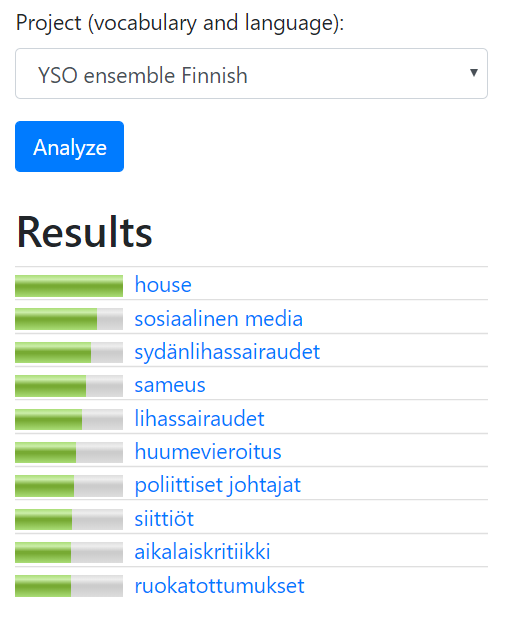 Project (vocabulary and language):
YSO ensemble Finnish
Analyze
Results
house
sosiaalinen media
sydänlihassairaudet
sameus
lihassairaudet
huumevieroitus
poliittiset johtajat
siittiöt
aikalaiskritiikki
ruokatottumukset